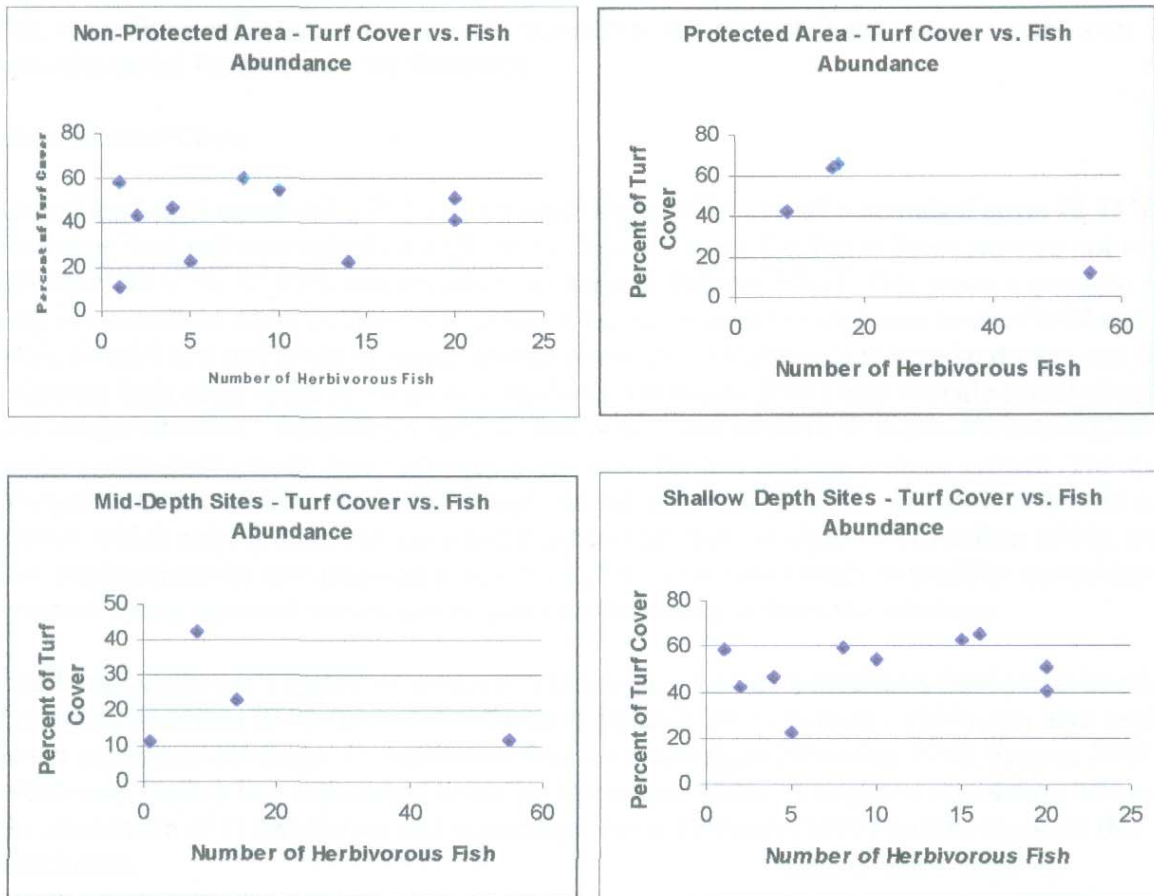 Non-Protected Area - Turf Cover vs. Fish
Abundance
Percent of Turf Cover
80
60
40
20
0
0 5 10 15 20 25
Number of Herbivorous Fish
Protected Area - Turf Cover vs. Fish
Abundance
Percent of Turf
Cover
80
60
40
20
0
0 20 40 60
Number of Herbivorous Fish
Mid-Depth Sites - Turf Cover vs. Fish
Abundance
Percent of Turf
Cover
50
40
30
20
10
0
0 20 40 60
Number of Herbivorous Fish
Shallow Depth Sites - Turf Cover vs. Fish
Abundance
Percent of Turf Cover
80
60
40
20
0
0 5 10 15 20 25
Number of Herbivorous Fish